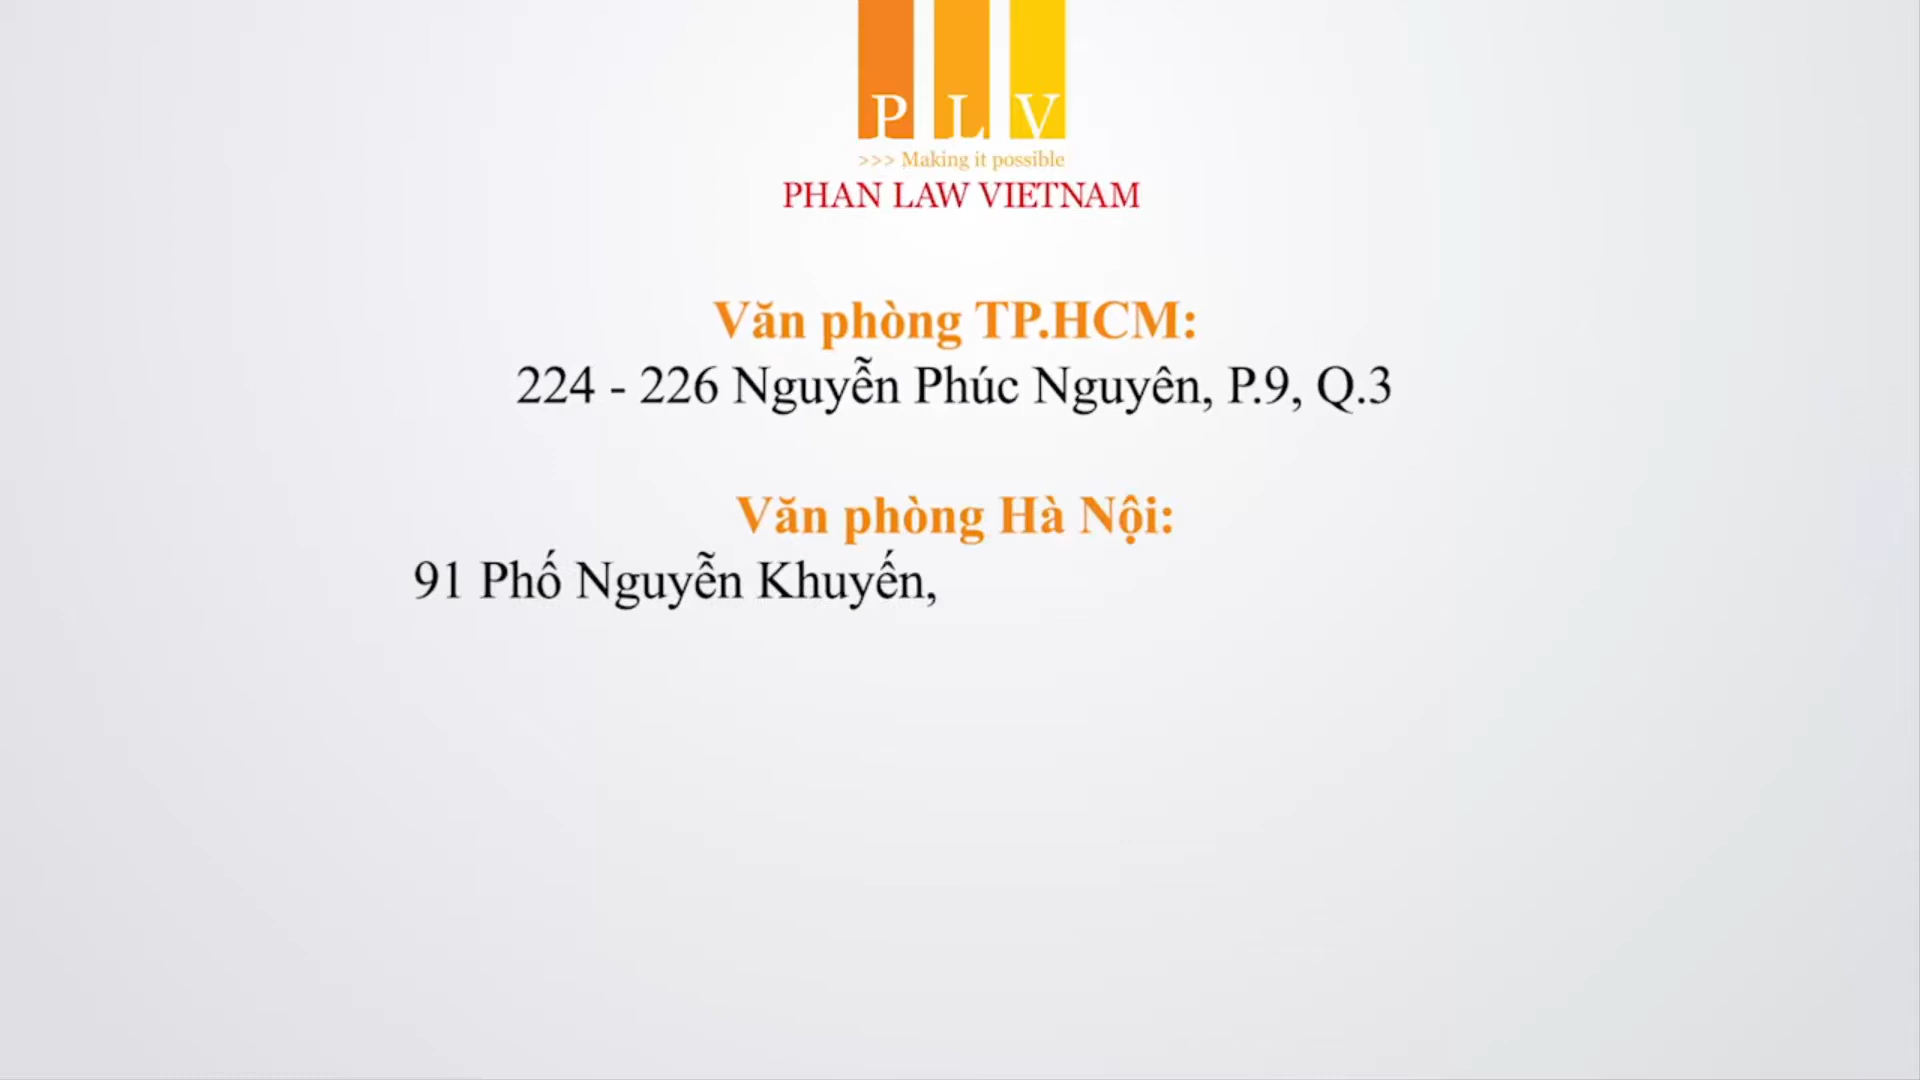 P L V
>>> Making it possible
PHAN LAW VIETNAM
Văn phòng TP.HCM:
224 - 226 Nguyễn Phúc Nguyên, P.9, Q.3
Văn phòng Hà Nội:
91 Phố Nguyễn Khuyến,